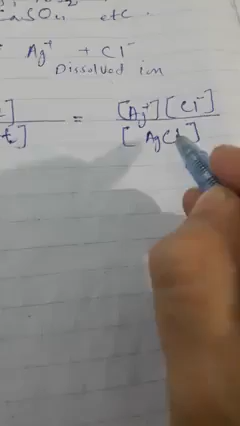 CaSO4 etc.
Ag+ + Cl-
Dissolved ion
= [Ag+][Cl-]
[AgCl]